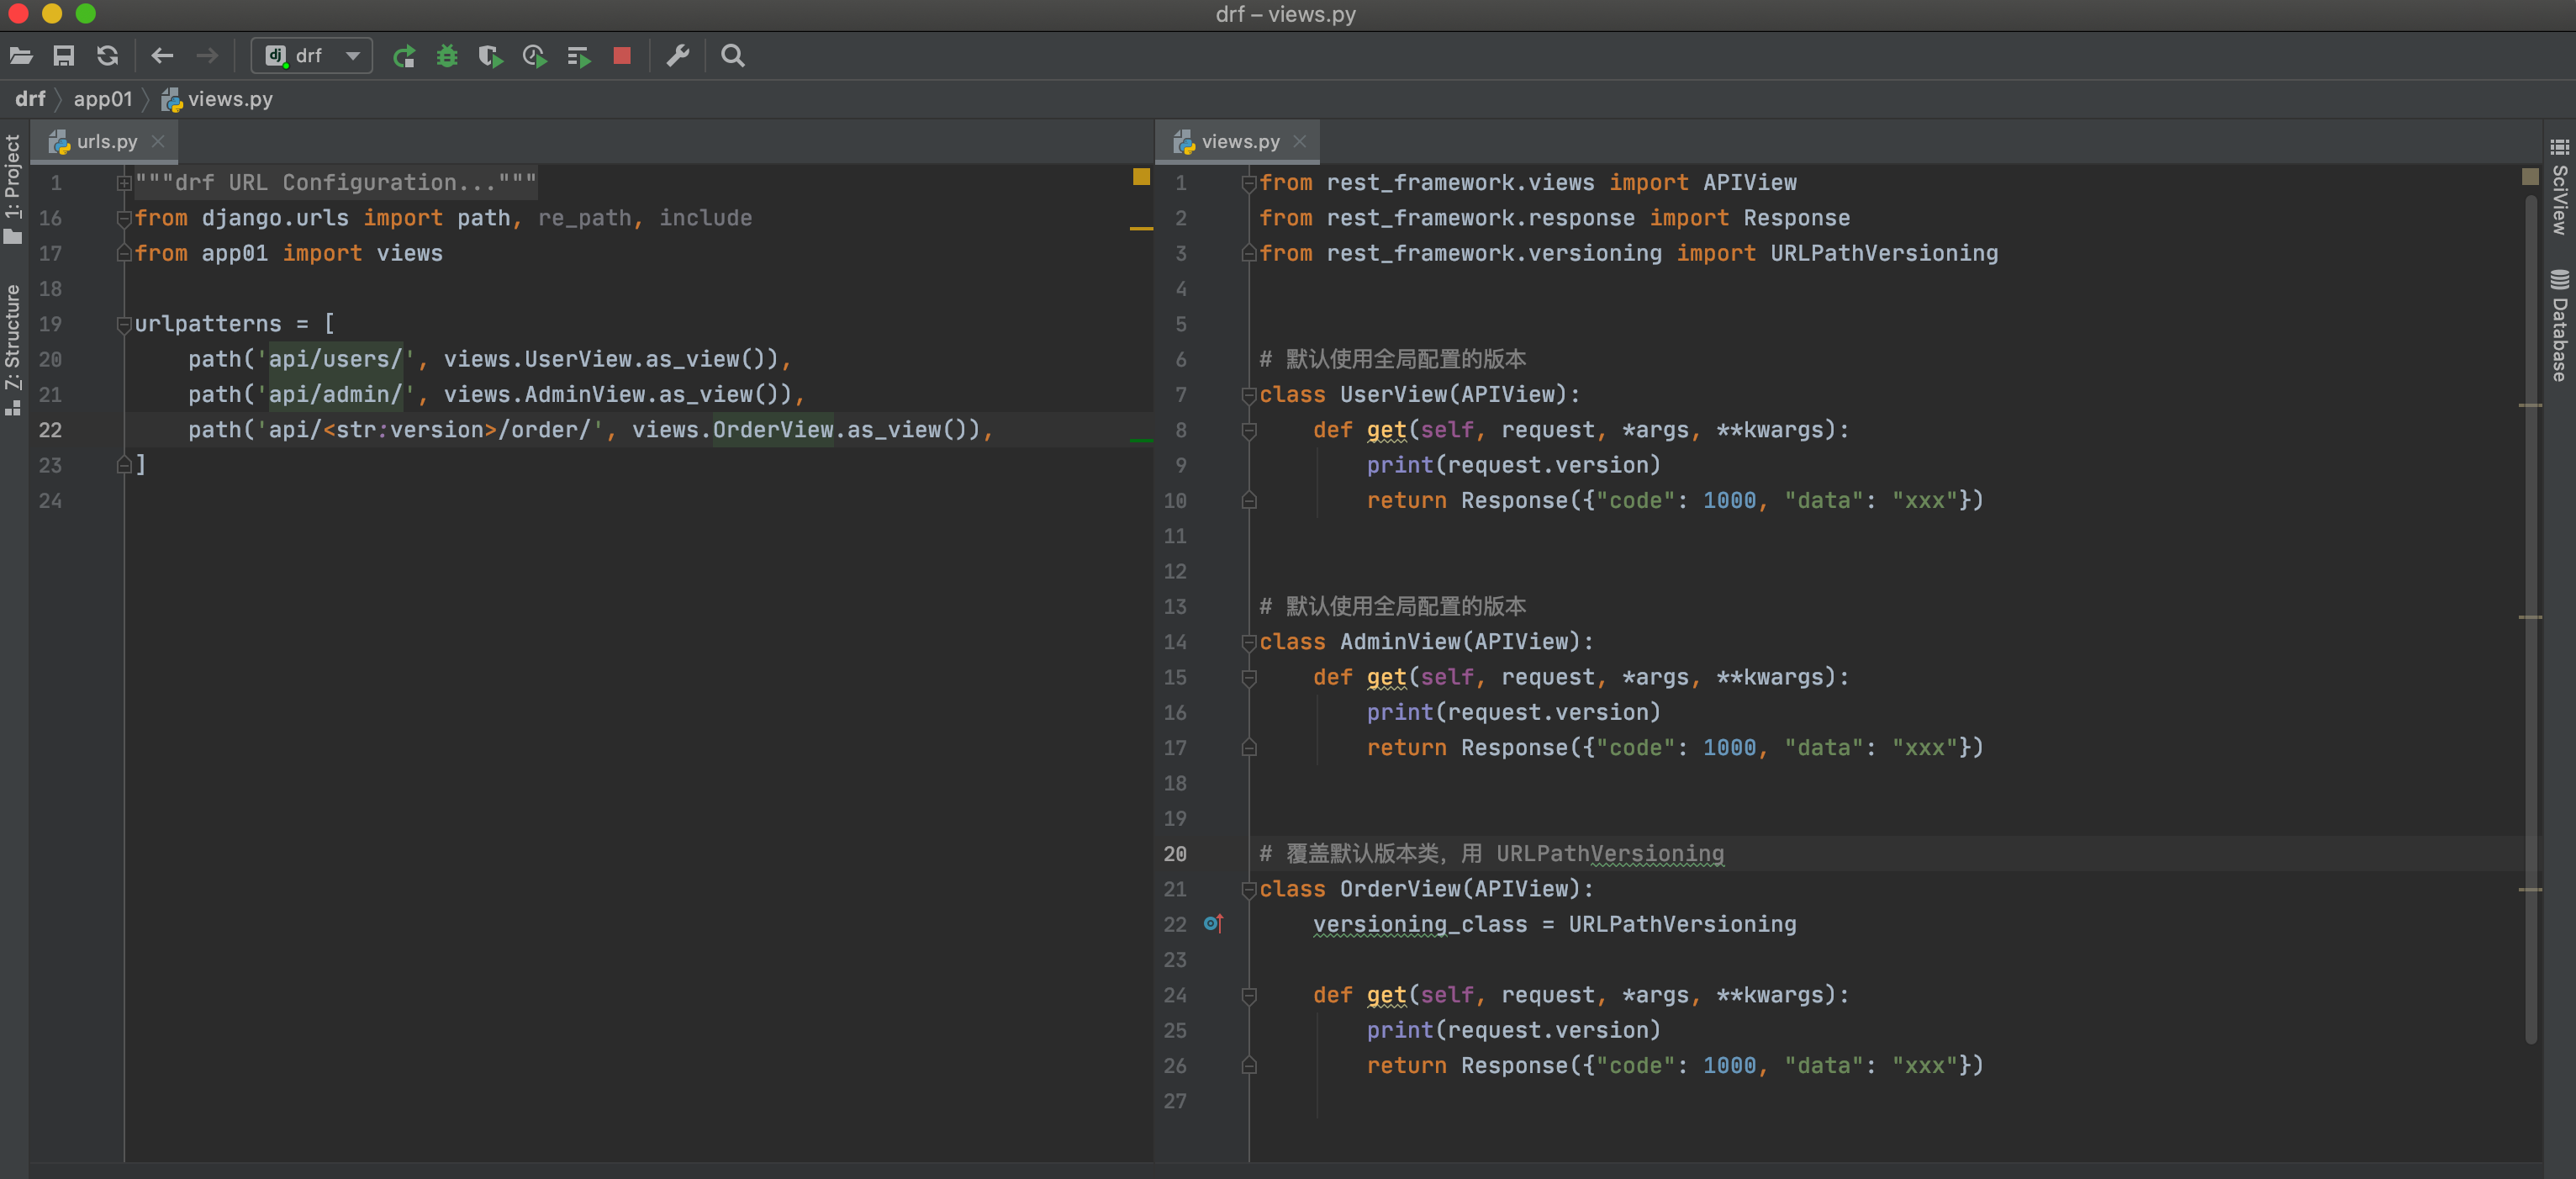 drf – views.py
drf
drf
app01
views.py
1: Project
Z: Structure
urls.py
1 """drf URL Configuration..."""
16 from django.urls import path, re_path, include
17 from app01 import views
18
19 urlpatterns = [
20     path('api/users/', views.UserView.as_view()),
21     path('api/admin/', views.AdminView.as_view()),
22     path('api/<str:version>/order/', views.OrderView.as_view()),
23 ]
24
views.py
1 from rest_framework.views import APIView
2 from rest_framework.response import Response
3 from rest_framework.versioning import URLPathVersioning
4
5
6 # 默认使用全局配置的版本
7 class UserView(APIView):
8     def get(self, request, *args, **kwargs):
9         print(request.version)
10         return Response({"code": 1000, "data": "xxx"})
11
12
13 # 默认使用全局配置的版本
14 class AdminView(APIView):
15     def get(self, request, *args, **kwargs):
16         print(request.version)
17         return Response({"code": 1000, "data": "xxx"})
18
19
20 # 覆盖默认版本类，用 URLPathVersioning
21 class OrderView(APIView):
22     versioning_class = URLPathVersioning
23
24     def get(self, request, *args, **kwargs):
25         print(request.version)
26         return Response({"code": 1000, "data": "xxx"})
27
SciView
Database